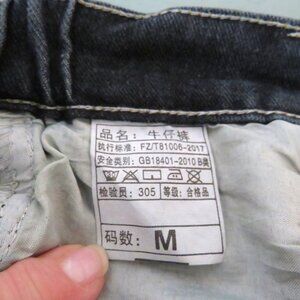 品名: 牛仔裤
执行标准: FZ/T81006-2017
安全类别: GB18401-2010 B类
检验员: 305 等级: 合格品
码数: M